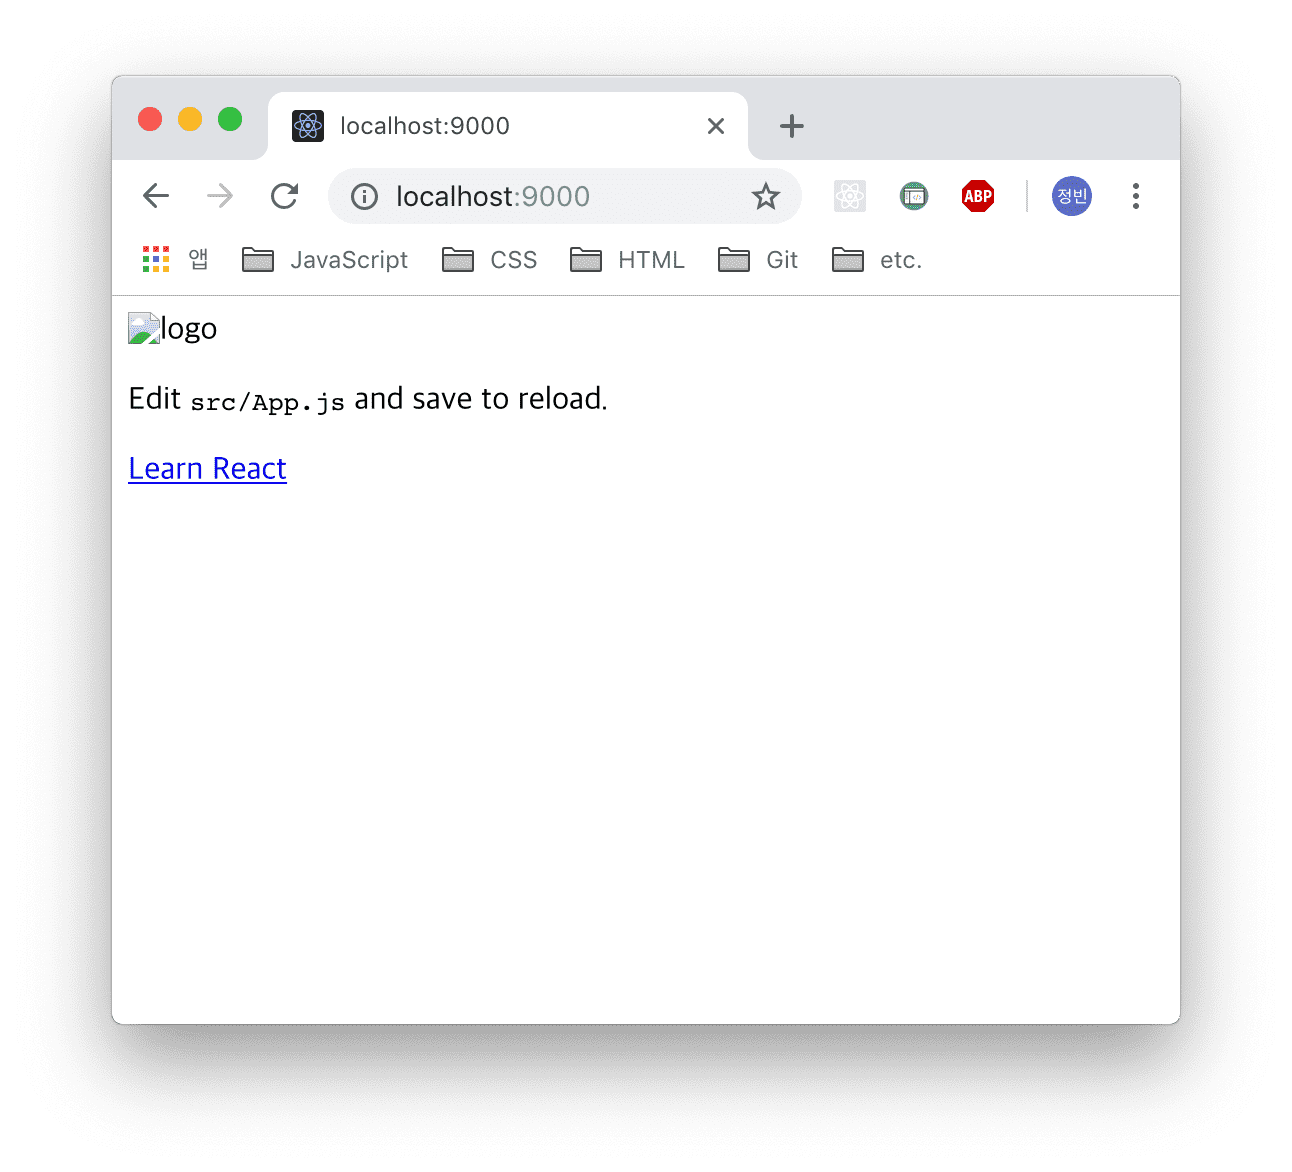 localhost:9000
localhost:9000 ABP 정빈
앱 JavaScript CSS HTML Git etc.
logo
Edit src/App.js and save to reload.
Learn React